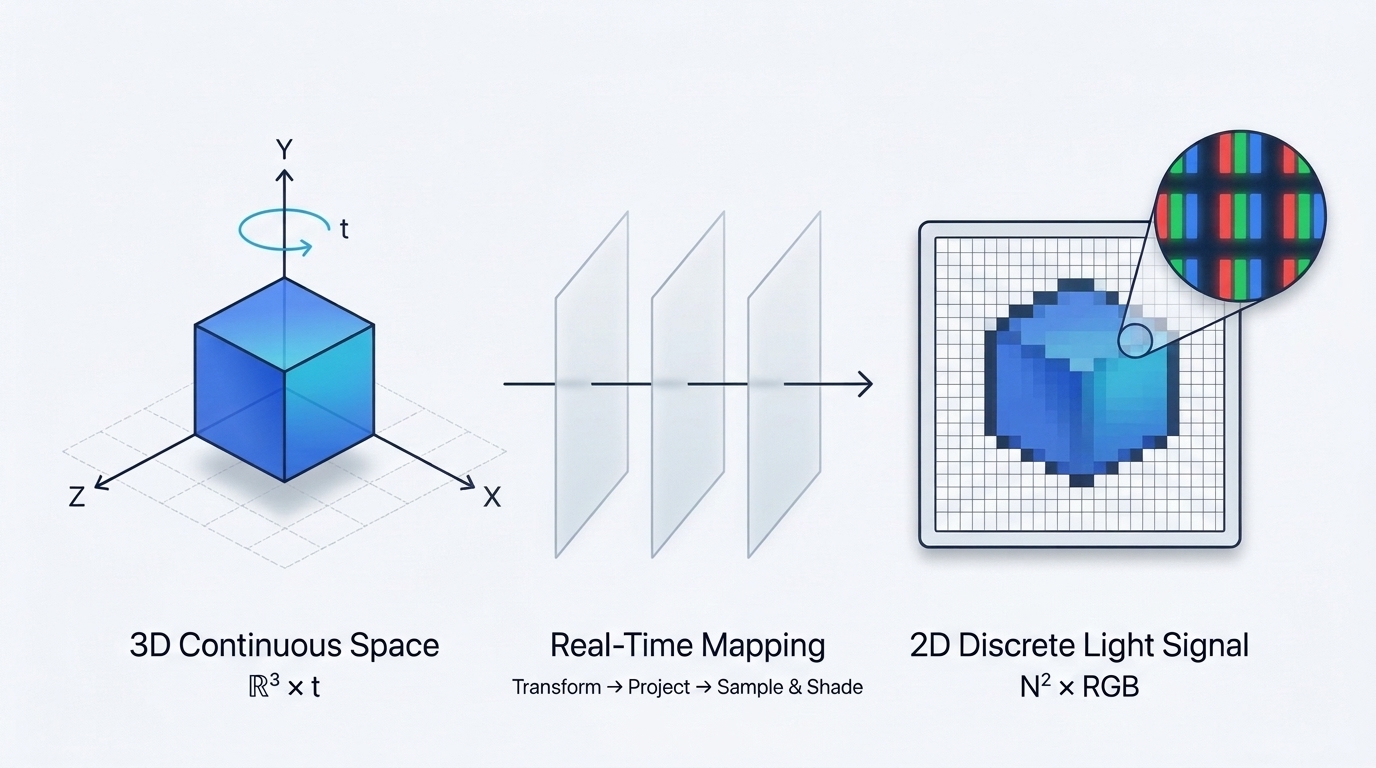 Y
t
Z
X
3D Continuous Space
ℝ³ × t
Real-Time Mapping
Transform → Project → Sample & Shade
2D Discrete Light Signal
N² × RGB